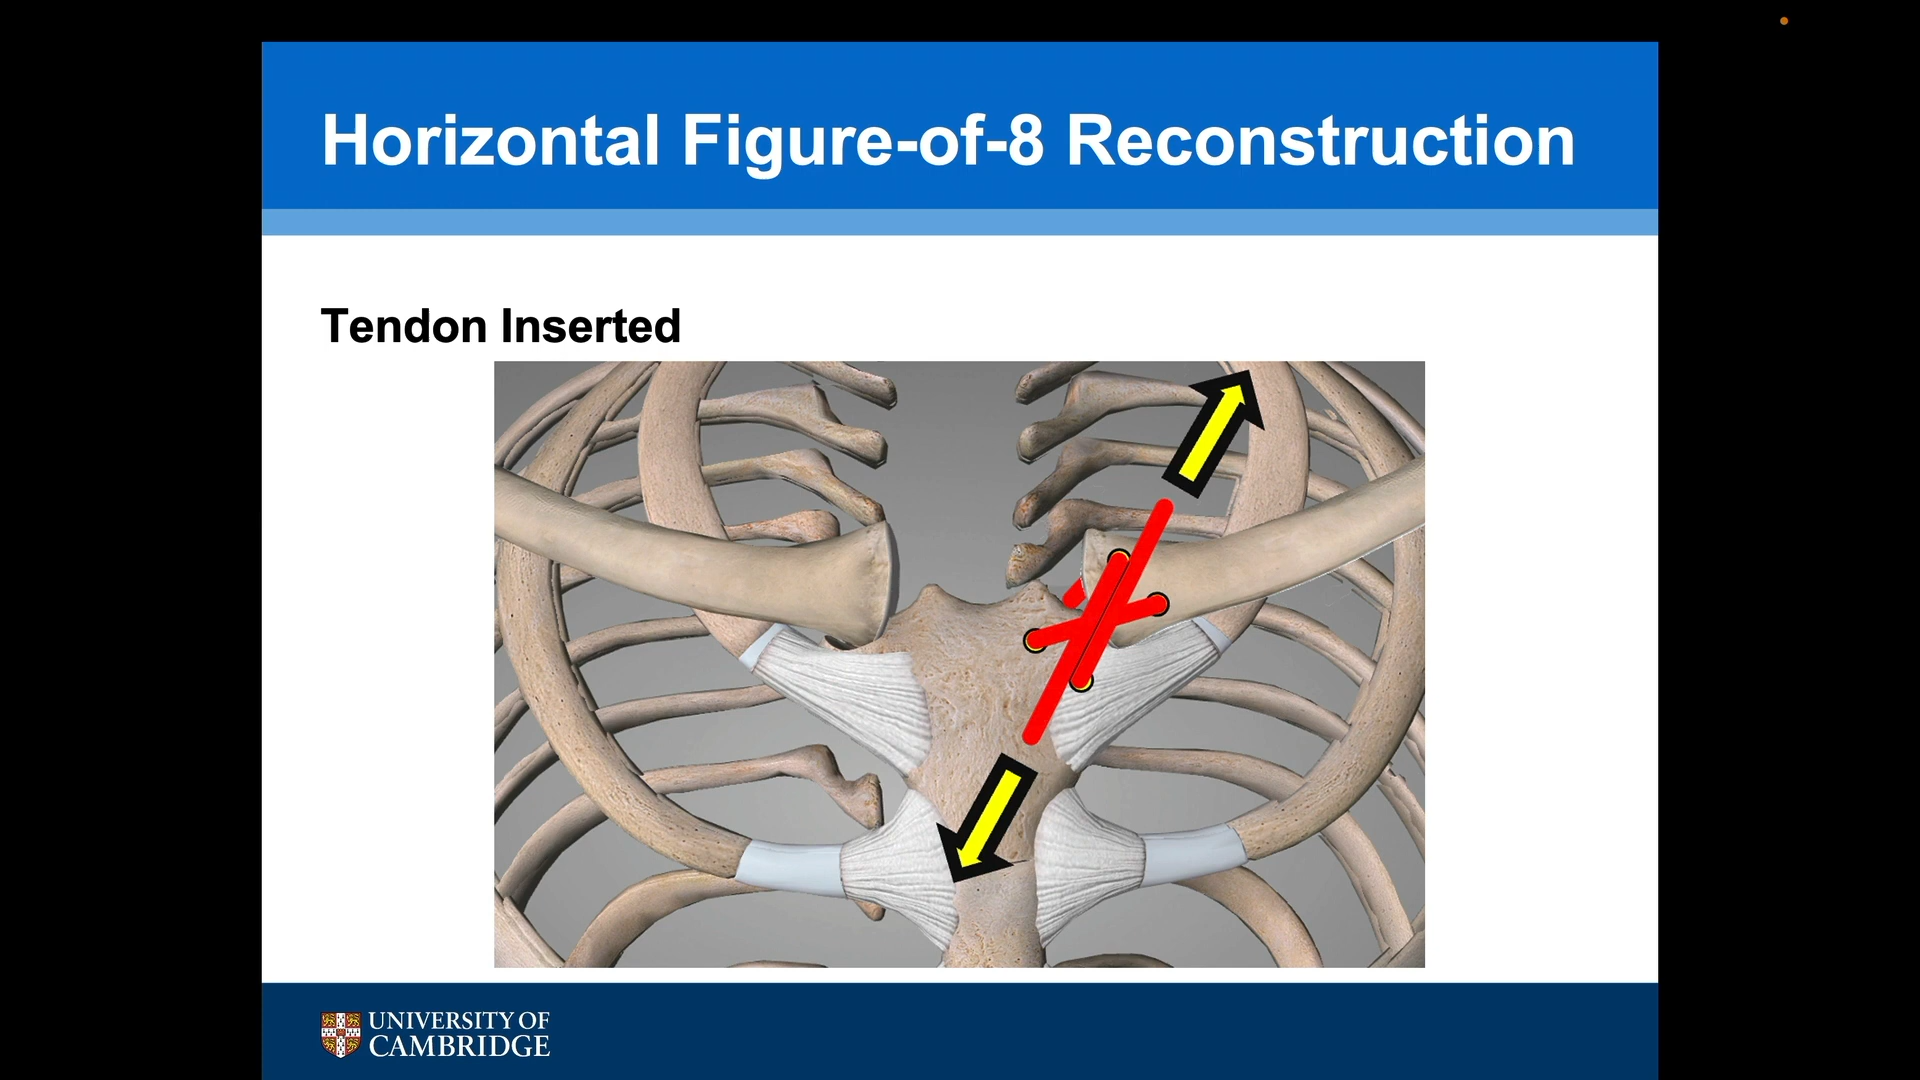 Horizontal Figure-of-8 Reconstruction
Tendon Inserted
UNIVERSITY OF
CAMBRIDGE